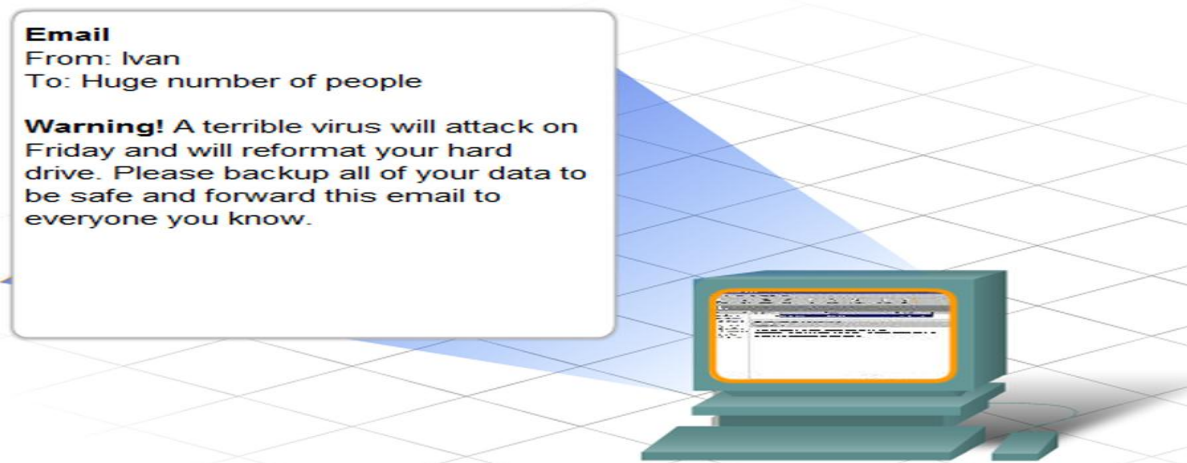 Email
From: Ivan
To: Huge number of people
Warning! A terrible virus will attack on
Friday and will reformat your hard
drive. Please backup all of your data to
be safe and forward this email to
everyone you know.